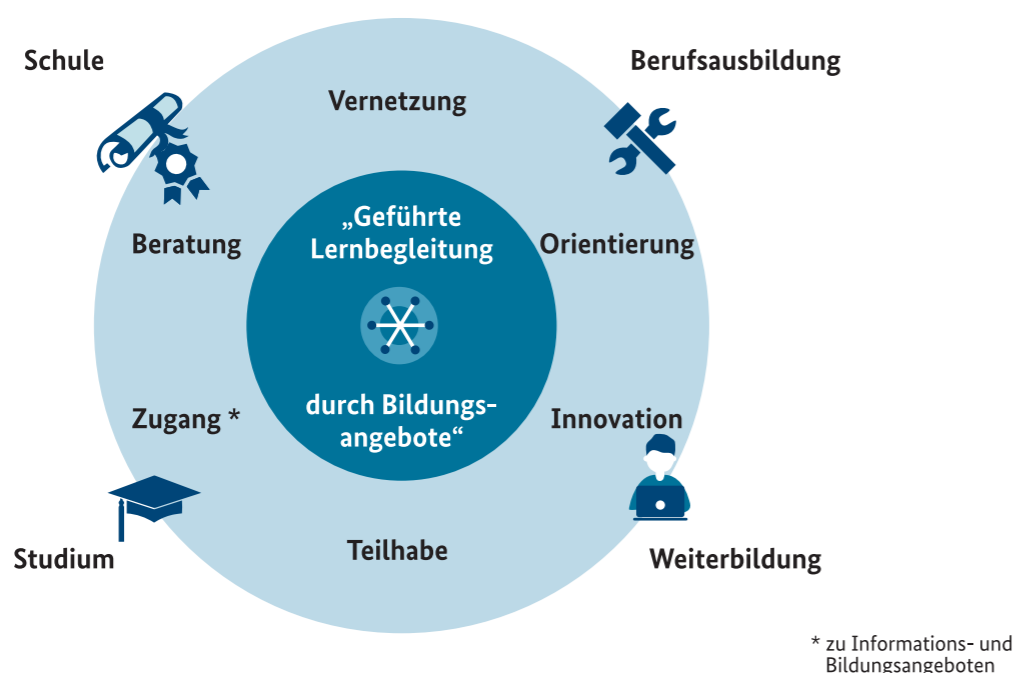 Schule
Berufsausbildung
Vernetzung
„Geführte
Lernbegleitung
Beratung
Orientierung
durch Bildungs-
angebote“
Zugang *
Innovation
Teilhabe
Studium
Weiterbildung
* zu Informations- und
Bildungsangeboten